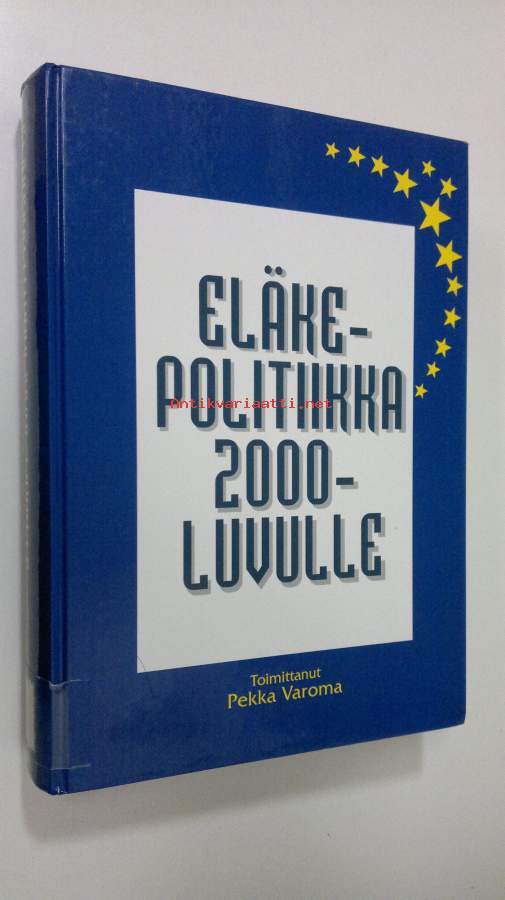 ELÄKE-
POLITIIKKA
Antikvariaatti.net
2000-
LUVULLE
Toimittanut
Pekka Varoma